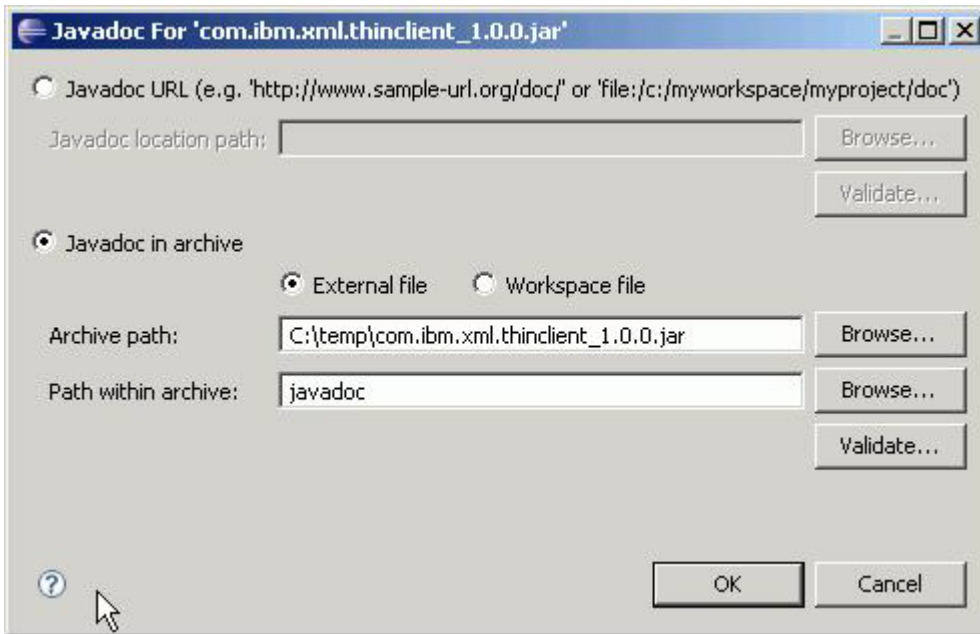 Javadoc For 'com.ibm.xml.thinclient_1.0.0.jar'
Javadoc URL (e.g. 'http://www.sample-url.org/doc/' or 'file:/c:/myworkspace/myproject/doc')
Javadoc location path: Browse...
Validate...
Javadoc in archive
External file Workspace file
Archive path: C:\temp\com.ibm.xml.thinclient_1.0.0.jar Browse...
Path within archive: javadoc Browse...
Validate...
? OK Cancel